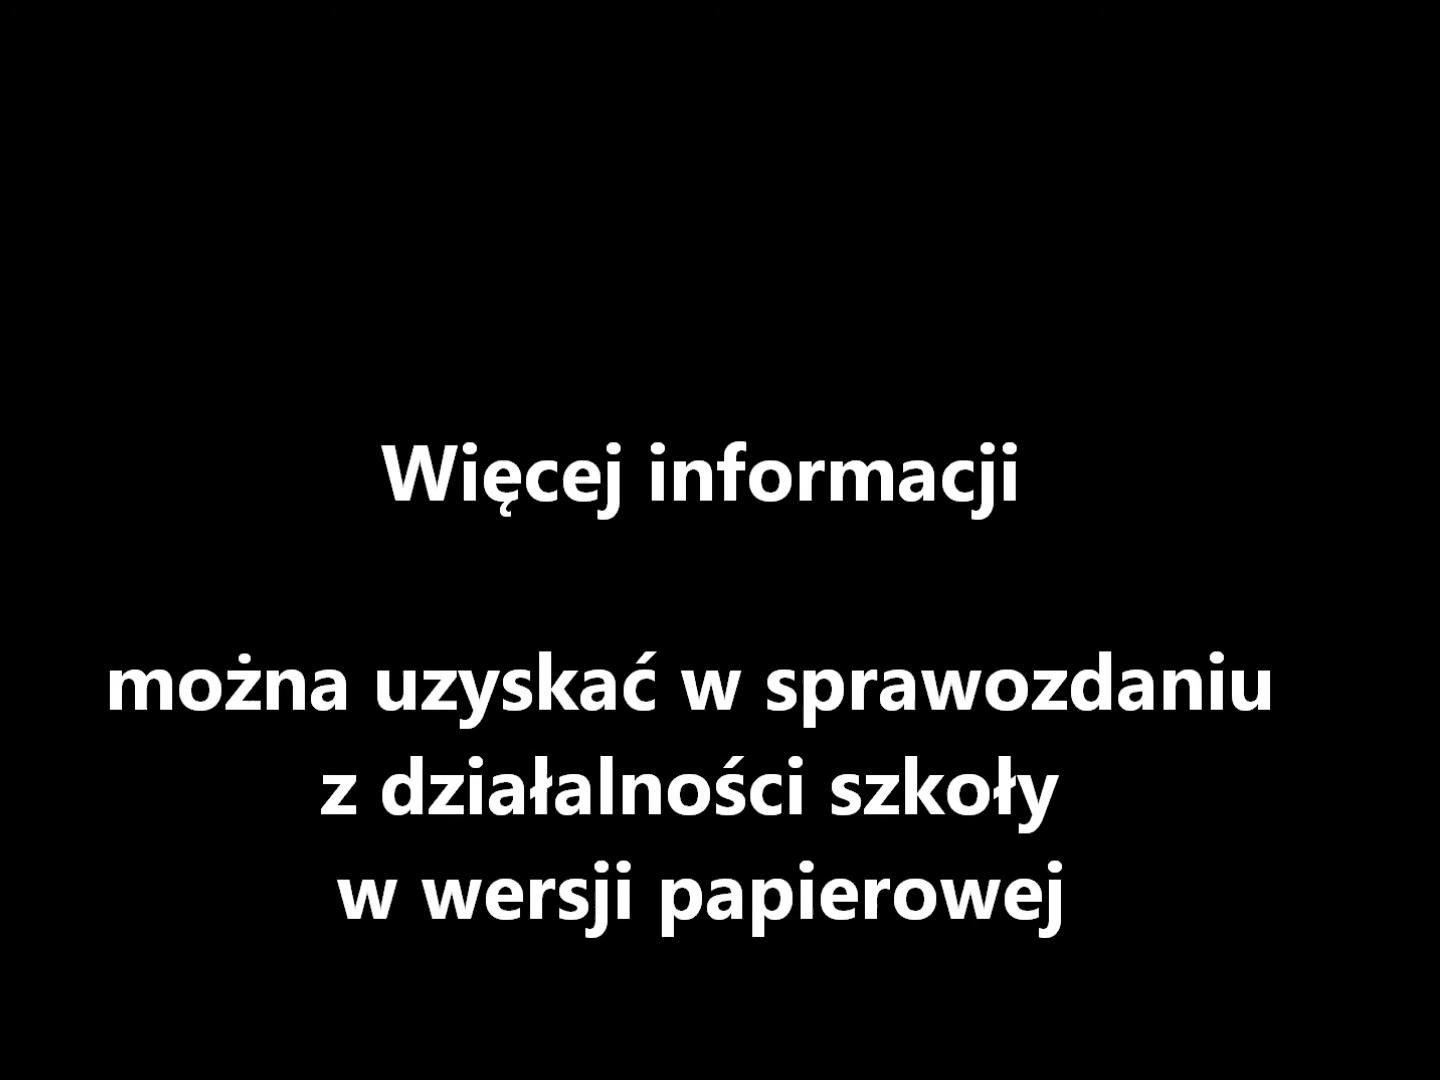 Więcej informacji
można uzyskać w sprawozdaniu
z działalności szkoły
w wersji papierowej